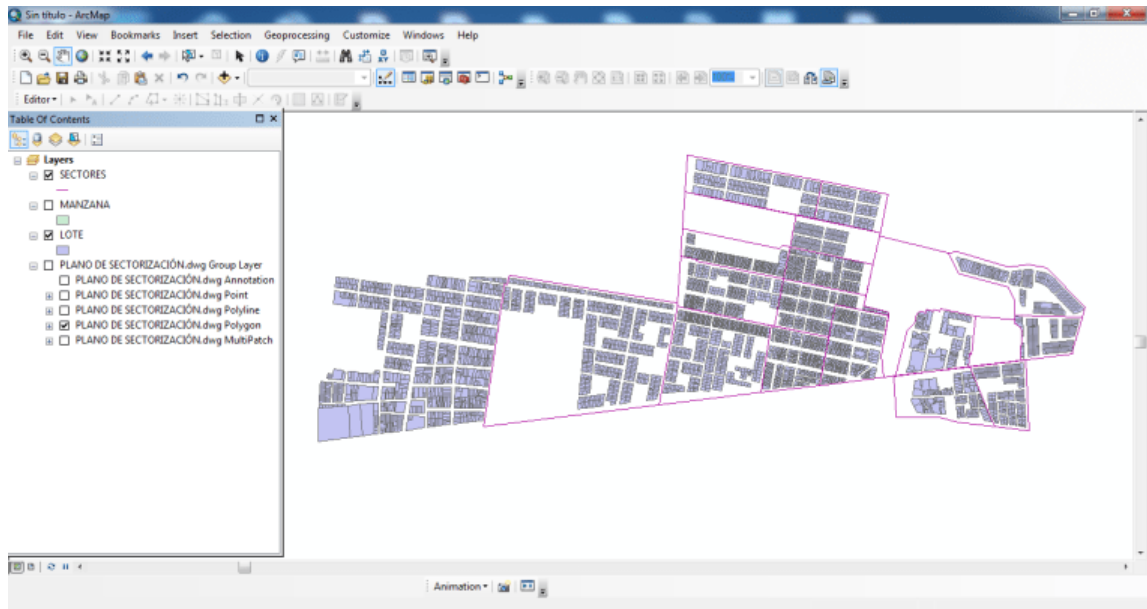 Sin título - ArcMap
File Edit View Bookmarks Insert Selection Geoprocessing Customize Windows Help
Editor
Table Of Contents
Layers
SECTORES
MANZANA
LOTE
PLANO DE SECTORIZACIÓN.dwg Group Layer
PLANO DE SECTORIZACIÓN.dwg Annotation
PLANO DE SECTORIZACIÓN.dwg Point
PLANO DE SECTORIZACIÓN.dwg Polyline
PLANO DE SECTORIZACIÓN.dwg Polygon
PLANO DE SECTORIZACIÓN.dwg MultiPatch
Animation